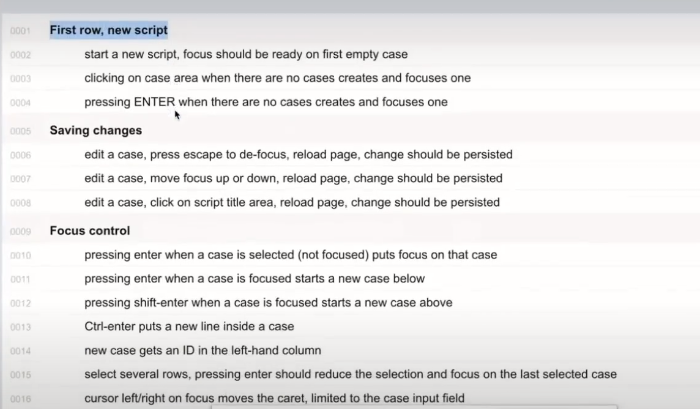 0001 First row, new script
0002 start a new script, focus should be ready on first empty case
0003 clicking on case area when there are no cases creates and focuses one
0004 pressing ENTER when there are no cases creates and focuses one
0005 Saving changes
0006 edit a case, press escape to de-focus, reload page, change should be persisted
0007 edit a case, move focus up or down, reload page, change should be persisted
0008 edit a case, click on script title area, reload page, change should be persisted
0009 Focus control
0010 pressing enter when a case is selected (not focused) puts focus on that case
0011 pressing enter when a case is focused starts a new case below
0012 pressing shift-enter when a case is focused starts a new case above
0013 Ctrl-enter puts a new line inside a case
0014 new case gets an ID in the left-hand column
0015 select several rows, pressing enter should reduce the selection and focus on the last selected case
0016 cursor left/right on focus moves the caret, limited to the case input field